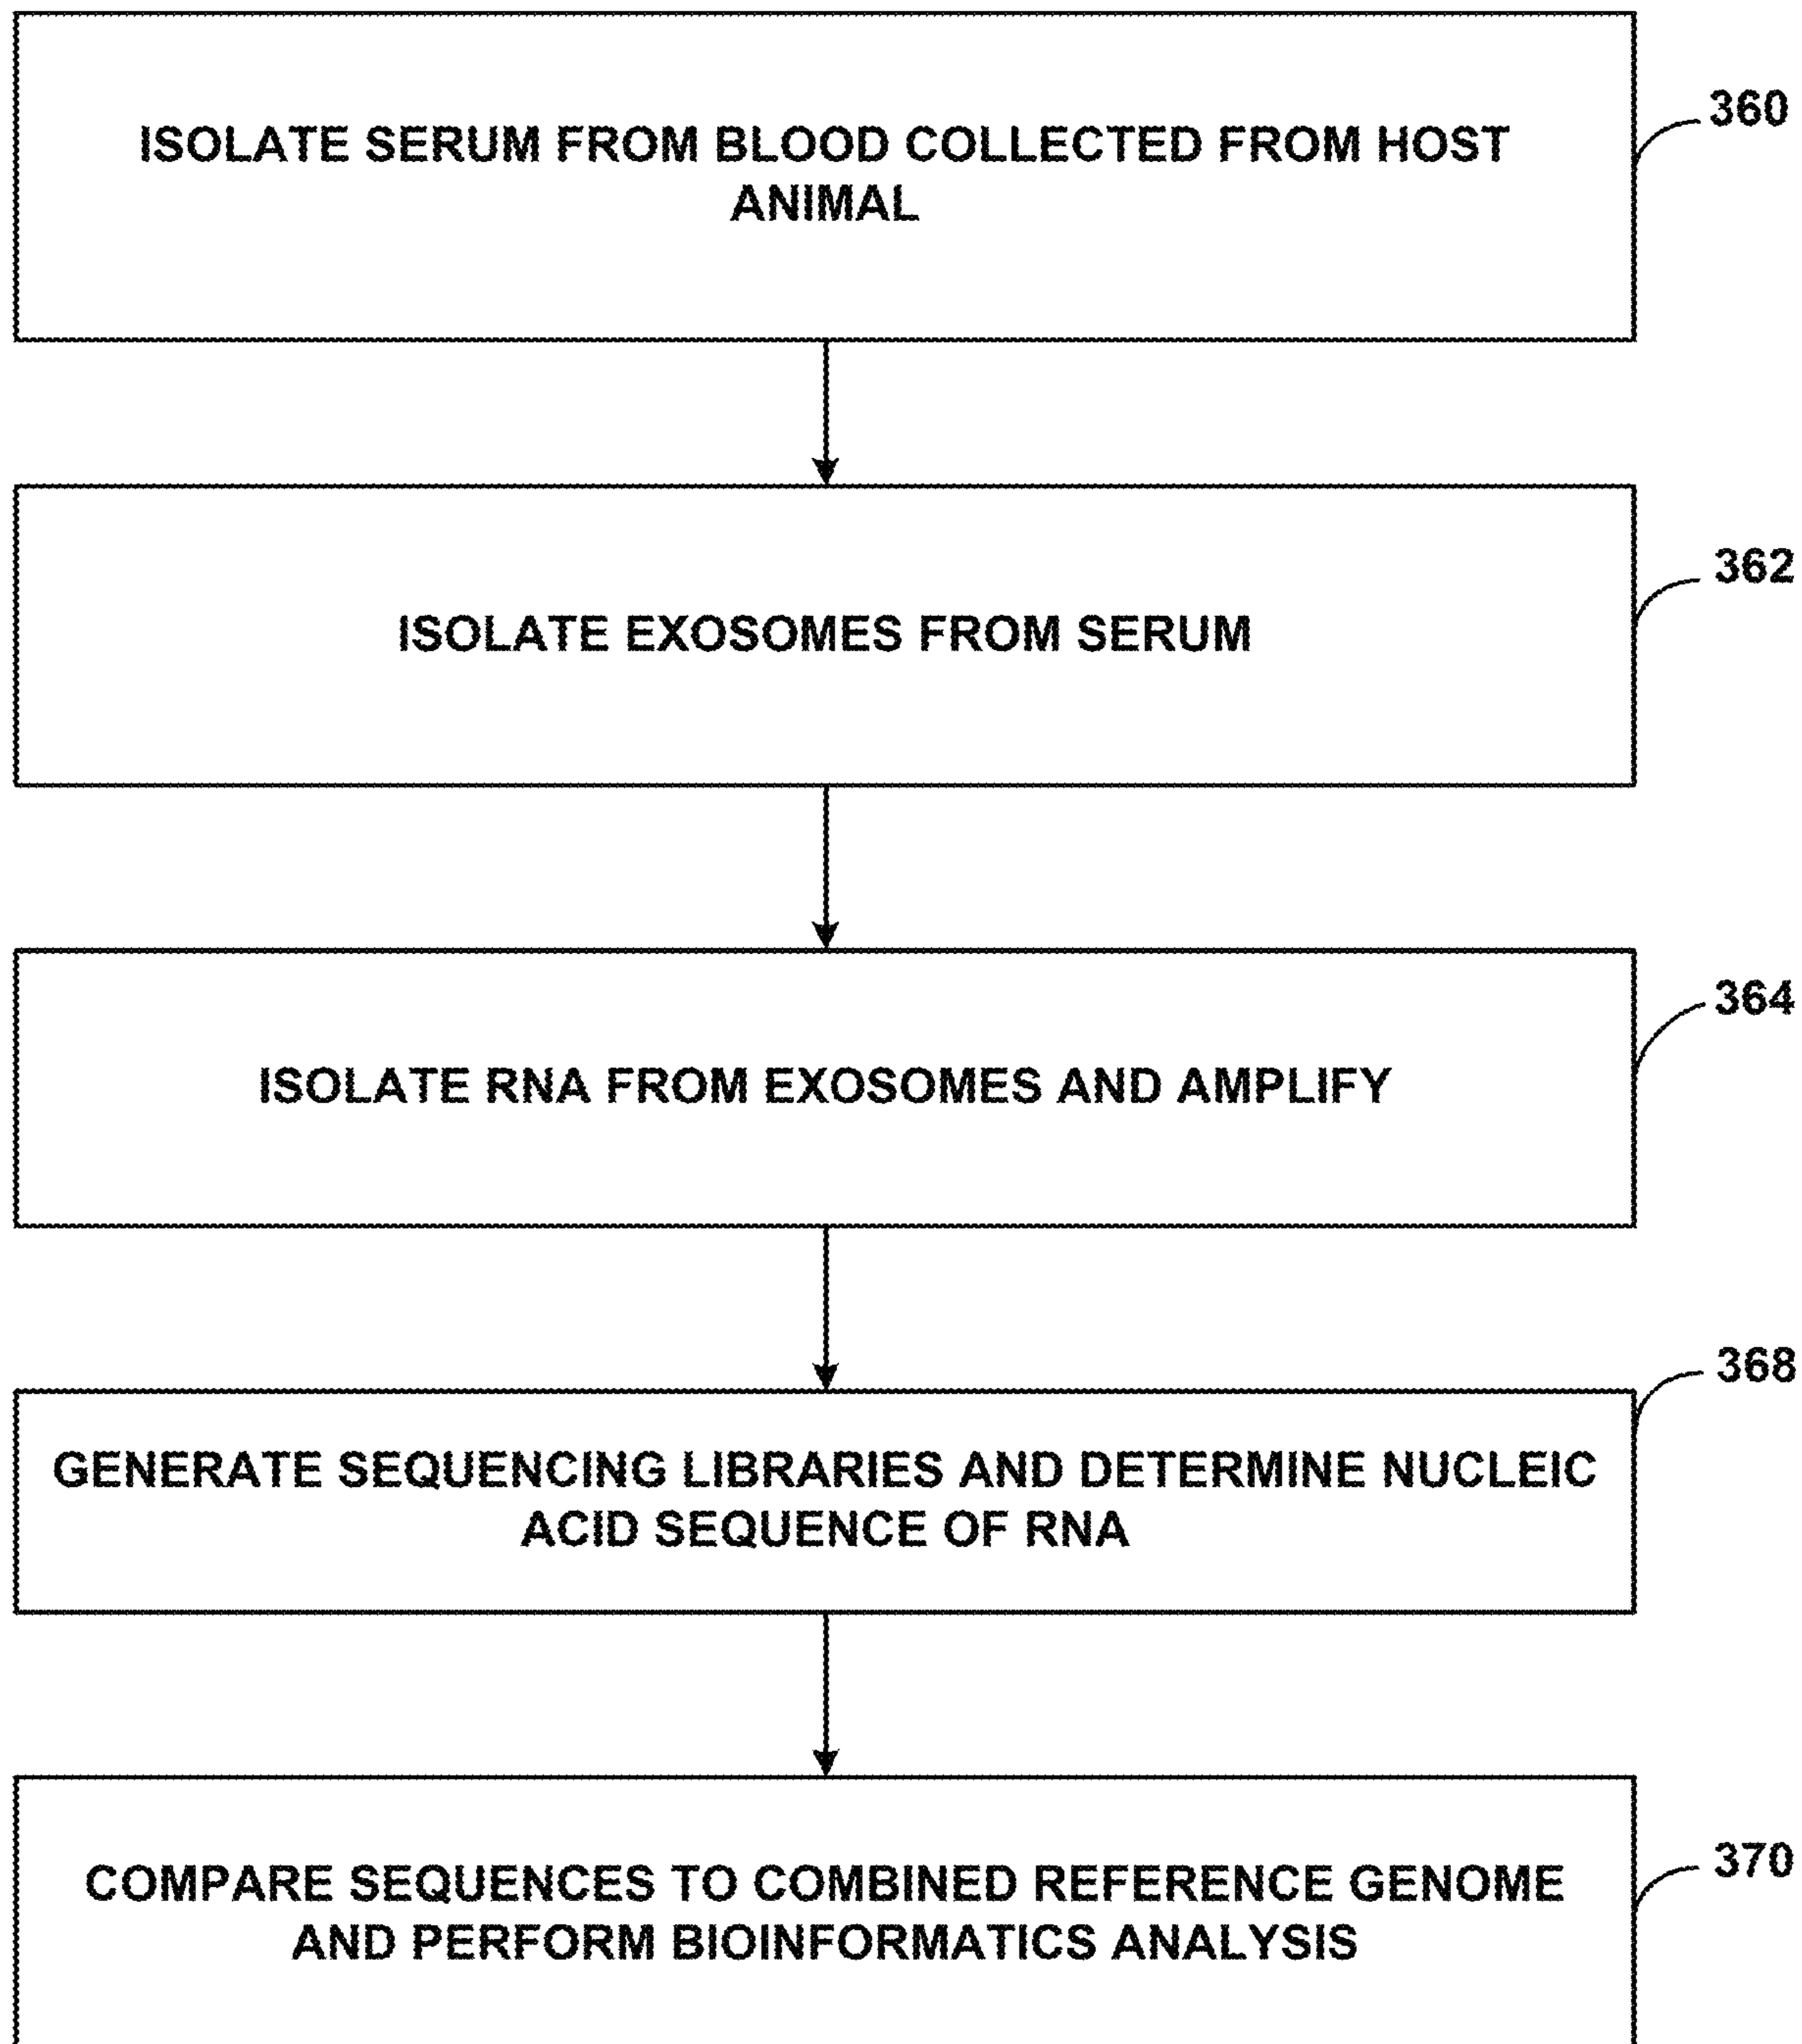 ISOLATE SERUM FROM BLOOD COLLECTED FROM HOST
ANIMAL
360
ISOLATE EXOSOMES FROM SERUM
362
ISOLATE RNA FROM EXOSOMES AND AMPLIFY
364
GENERATE SEQUENCING LIBRARIES AND DETERMINE NUCLEIC
ACID SEQUENCE OF RNA
368
COMPARE SEQUENCES TO COMBINED REFERENCE GENOME
AND PERFORM BIOINFORMATICS ANALYSIS
370